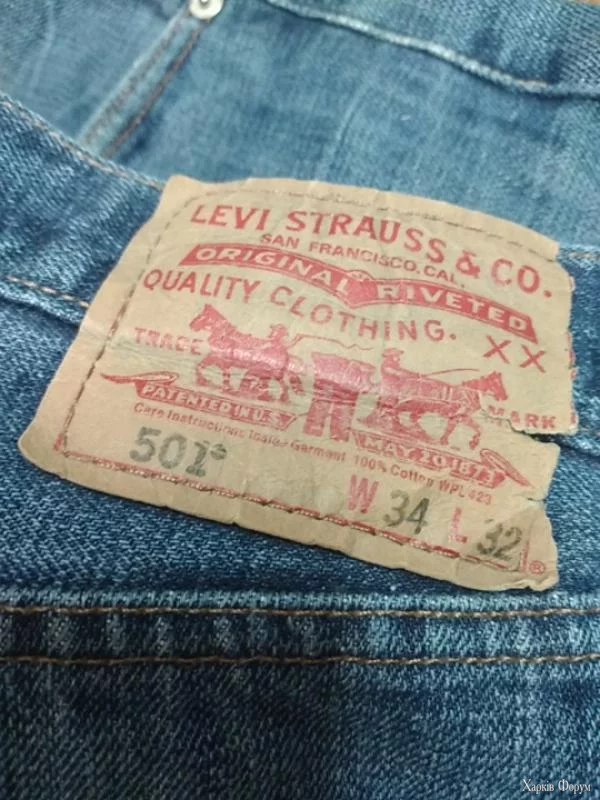 LEVI STRAUSS & CO.
SAN FRANCISCO, CAL.
ORIGINAL RIVETED
QUALITY CLOTHING.
XX
TRADE MARK
PATENTED IN U.S. MAY 20 1873
Care Instructions Inside Garment 100% Cotton WPL 423
501®
W 34 L 32
®
Харків Форум